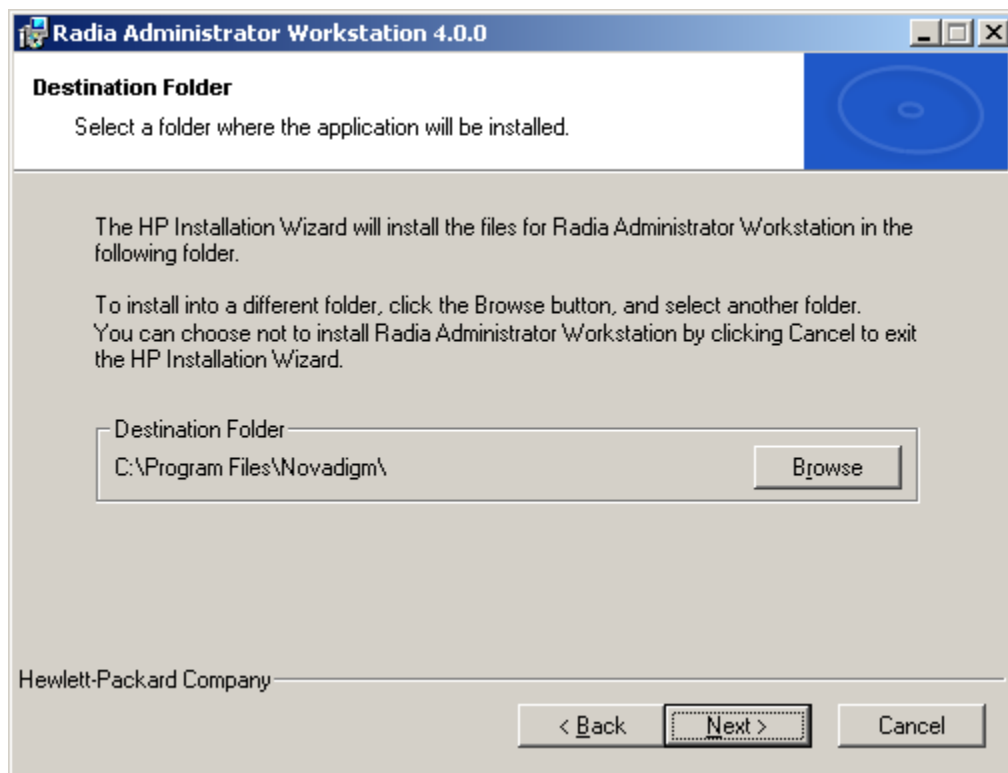 Radia Administrator Workstation 4.0.0
Destination Folder
Select a folder where the application will be installed.
The HP Installation Wizard will install the files for Radia Administrator Workstation in the
following folder.
To install into a different folder, click the Browse button, and select another folder.
You can choose not to install Radia Administrator Workstation by clicking Cancel to exit
the HP Installation Wizard.
Destination Folder
C:\Program Files\Novadigm\
Browse
Hewlett-Packard Company
< Back
Next >
Cancel